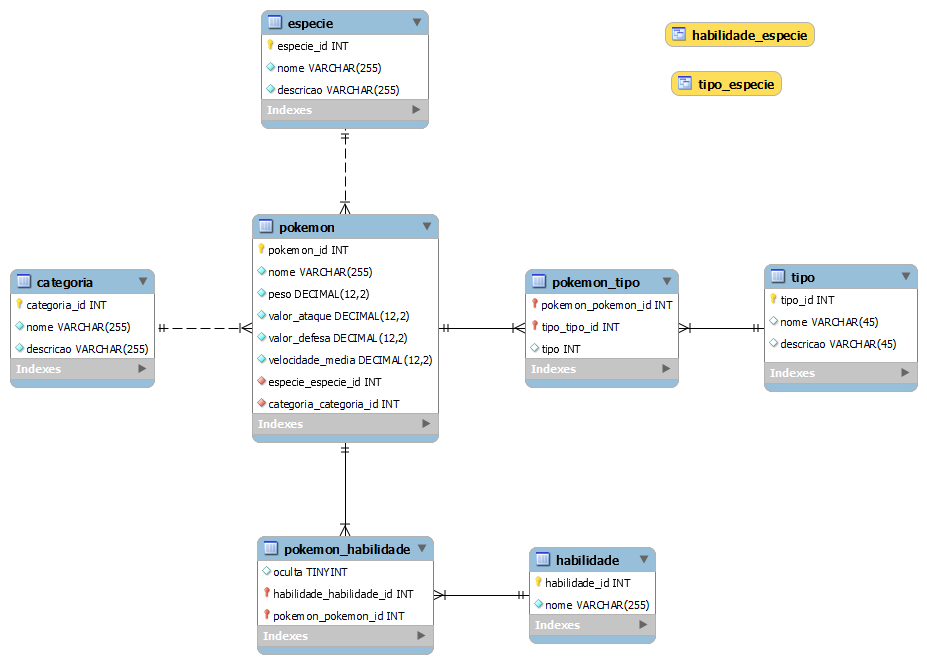 especie
especie_id INT
nome VARCHAR(255)
descricao VARCHAR(255)
Indexes
habilidade_especie
tipo_especie
pokemon
pokemon_id INT
nome VARCHAR(255)
peso DECIMAL(12,2)
valor_ataque DECIMAL(12,2)
valor_defesa DECIMAL(12,2)
velocidade_media DECIMAL(12,2)
especie_especie_id INT
categoria_categoria_id INT
Indexes
categoria
categoria_id INT
nome VARCHAR(255)
descricao VARCHAR(255)
Indexes
pokemon_tipo
pokemon_pokemon_id INT
tipo_tipo_id INT
tipo INT
Indexes
tipo
tipo_id INT
nome VARCHAR(45)
descricao VARCHAR(45)
Indexes
pokemon_habilidade
oculta TINYINT
habilidade_habilidade_id INT
pokemon_pokemon_id INT
Indexes
habilidade
habilidade_id INT
nome VARCHAR(255)
Indexes